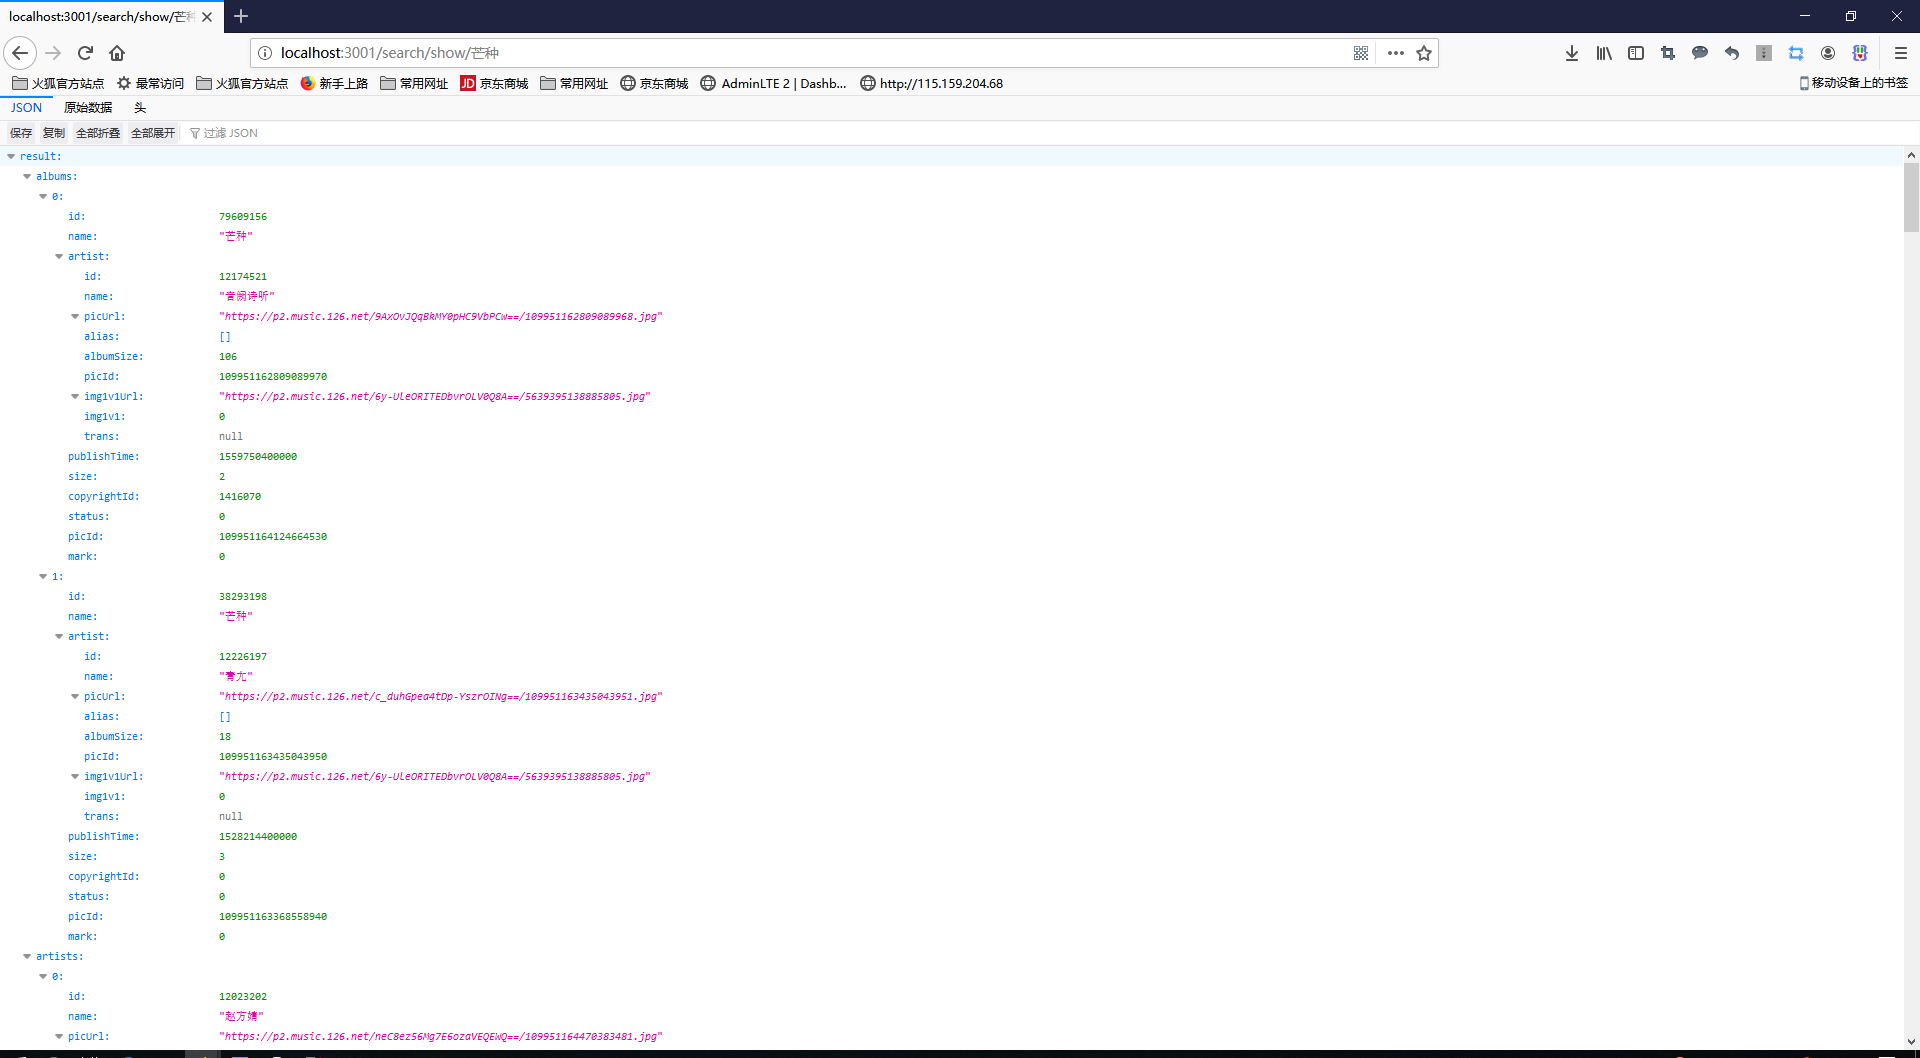 localhost:3001/search/show/芒种
localhost:3001/search/show/芒种
火狐官方站点 最常访问 火狐官方站点 新手上路 常用网址 JD 京东商城 常用网址 京东商城 AdminLTE 2 | Dashb... http://115.159.204.68 移动设备上的书签
JSON 原始数据 头
保存 复制 全部折叠 全部展开 过滤 JSON
result:
albums:
0:
id: 79609156
name: "芒种"
artist:
id: 12174521
name: "音阙诗听"
picUrl: "https://p2.music.126.net/9AxOvJQqBkMY0pHC9VbPCw==/109951162809089968.jpg"
alias: []
albumSize: 106
picId: 109951162809089970
img1v1Url: "https://p2.music.126.net/6y-UleORITEDbvrOLV0Q8A==/5639395138885805.jpg"
img1v1: 0
trans: null
publishTime: 1559750400000
size: 2
copyrightId: 1416070
status: 0
picId: 109951164124664530
mark: 0
1:
id: 38293198
name: "芒种"
artist:
id: 12226197
name: "青尢"
picUrl: "https://p2.music.126.net/c_duhGpea4tDp-YszrOINg==/109951163435043951.jpg"
alias: []
albumSize: 18
picId: 109951163435043950
img1v1Url: "https://p2.music.126.net/6y-UleORITEDbvrOLV0Q8A==/5639395138885805.jpg"
img1v1: 0
trans: null
publishTime: 1528214400000
size: 3
copyrightId: 0
status: 0
picId: 109951163368558940
mark: 0
artists:
0:
id: 12023202
name: "赵方婧"
picUrl: "https://p2.music.126.net/neC8ez56Mg7E6ozaVEQEWQ==/109951164470383481.jpg"